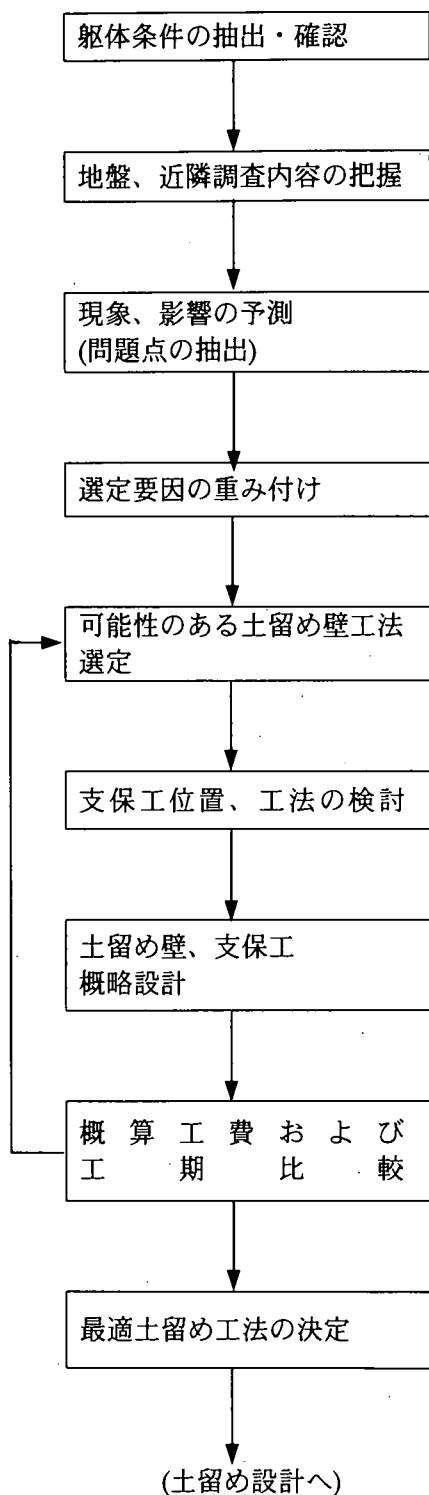 躯体条件の抽出・確認
地盤、近隣調査内容の把握
現象、影響の予測
(問題点の抽出)
選定要因の重み付け
可能性のある土留め壁工法
選定
支保工位置、工法の検討
土留め壁、支保工
概略設計
概算工費および
工期比較
最適土留め工法の決定
(土留め設計へ)